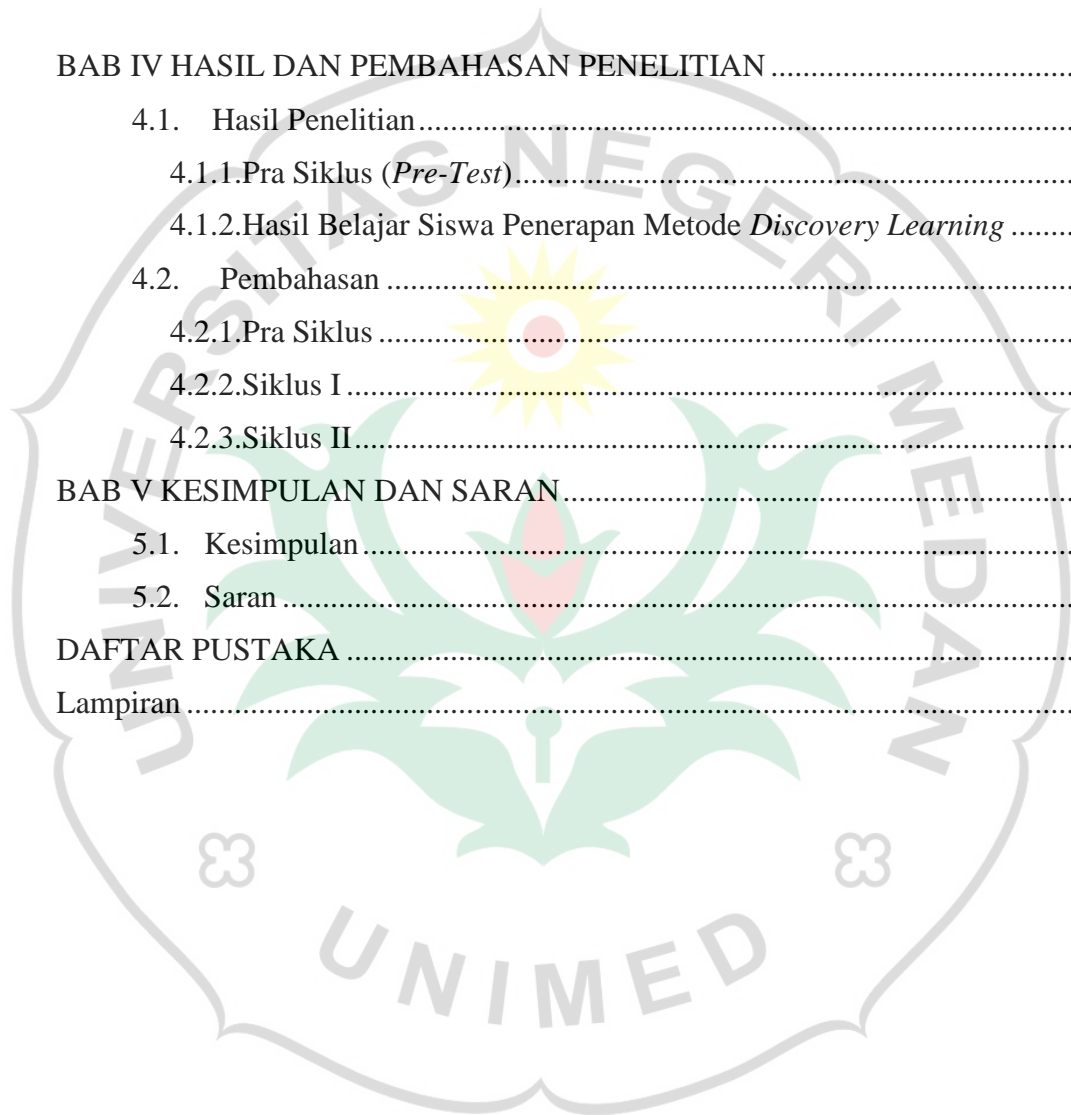 BAB IV HASIL DAN PEMBAHASAN PENELITIAN ....................................
4.1. Hasil Penelitian ....................................
4.1.1.Pra Siklus (Pre-Test) ....................................
4.1.2.Hasil Belajar Siswa Penerapan Metode Discovery Learning ........
4.2. Pembahasan ....................................
4.2.1.Pra Siklus ....................................
4.2.2.Siklus I ....................................
4.2.3.Siklus II ....................................
BAB V KESIMPULAN DAN SARAN ....................................
5.1. Kesimpulan ....................................
5.2. Saran ....................................
DAFTAR PUSTAKA ....................................
Lampiran ....................................
UNIVERSITAS NEGERI MEDAN
UNIMED